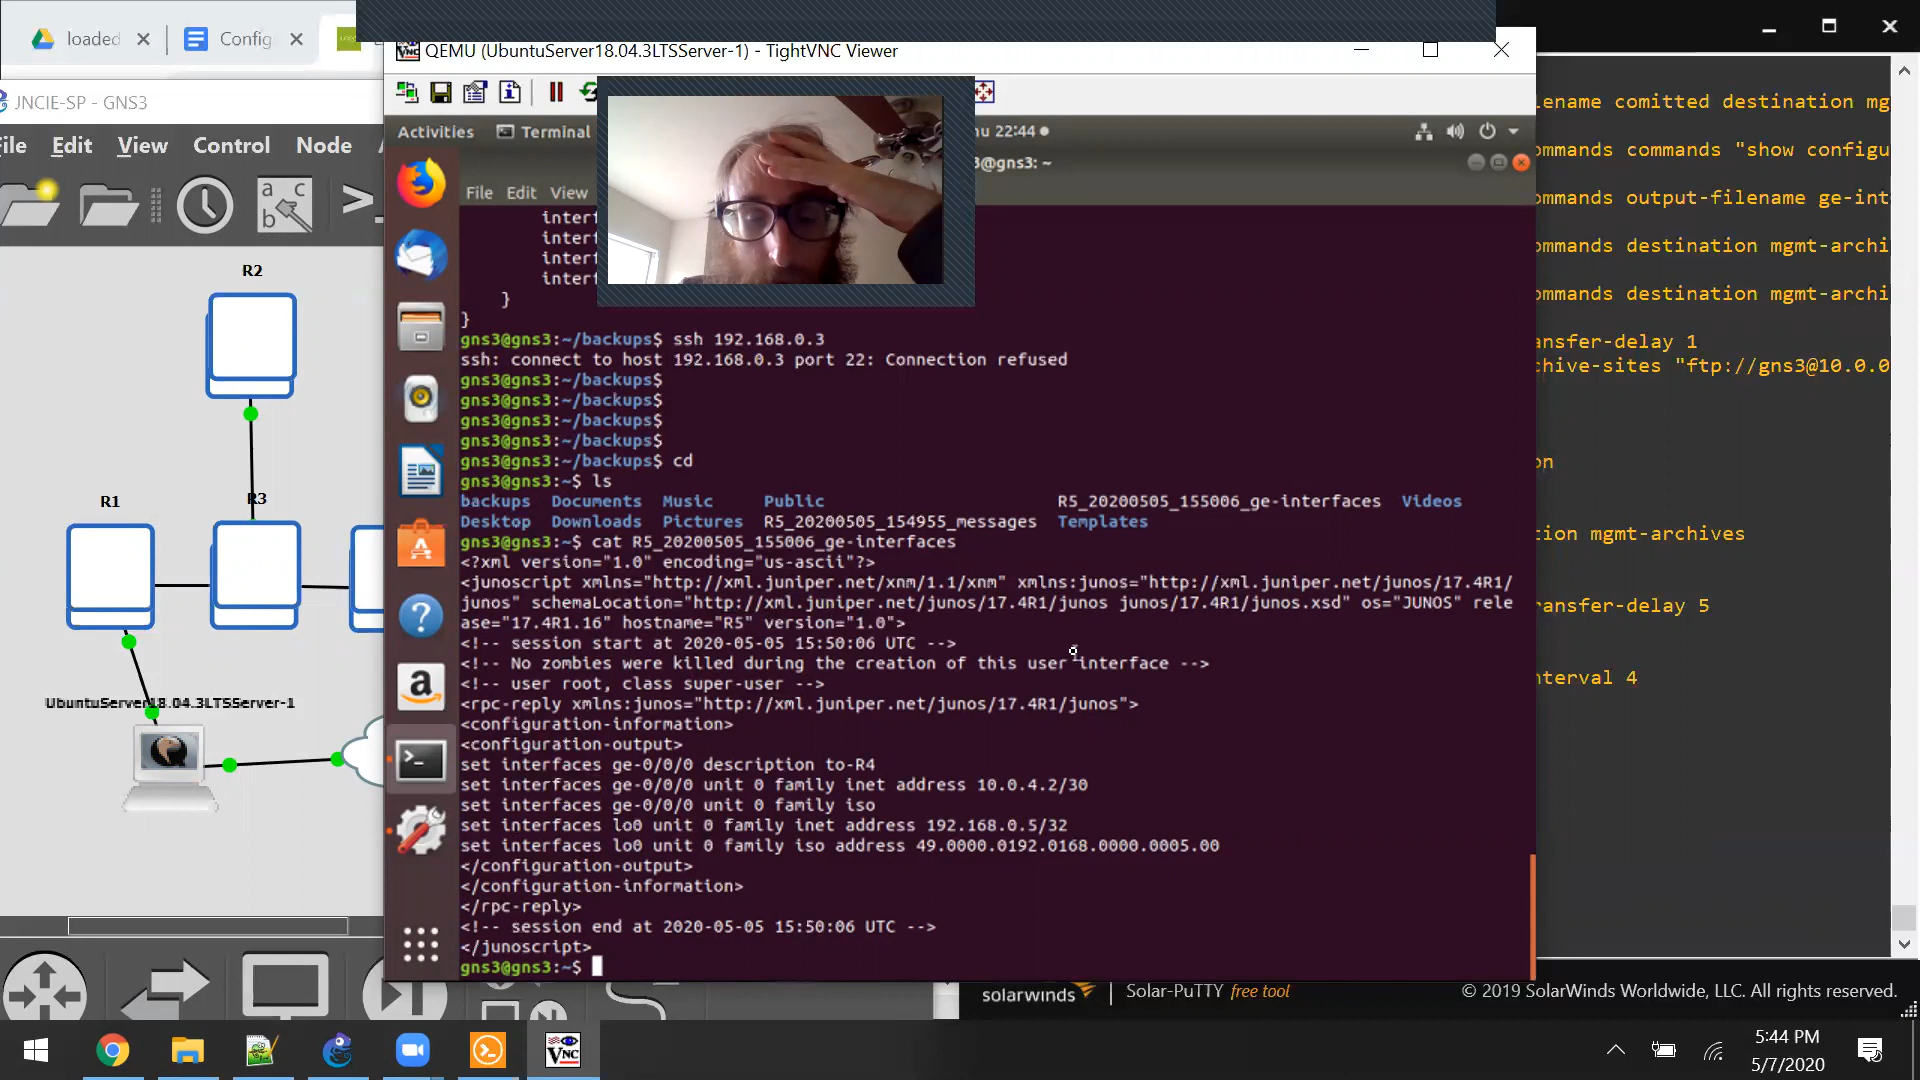 loaded
Config
QEMU (UbuntuServer18.04.3LTSServer-1) - TightVNC Viewer
JNCIE-SP - GNS3
File Edit View Control Node
a c
b
Activities Terminal
nu 22:44
3@gns3: ~
File Edit View
interf
interf
interf
interf
}
}
gns3@gns3:~/backups$ ssh 192.168.0.3
ssh: connect to host 192.168.0.3 port 22: Connection refused
gns3@gns3:~/backups$
gns3@gns3:~/backups$
gns3@gns3:~/backups$
gns3@gns3:~/backups$
gns3@gns3:~/backups$ cd
gns3@gns3:~$ ls
backups Documents Music Public R5_20200505_155006_ge-interfaces Videos
Desktop Downloads Pictures R5_20200505_154955_messages Templates
gns3@gns3:~$ cat R5_20200505_155006_ge-interfaces
<?xml version="1.0" encoding="us-ascii"?>
<junoscript xmlns="http://xml.juniper.net/xnm/1.1/xnm" xmlns:junos="http://xml.juniper.net/junos/17.4R1/
junos" schemaLocation="http://xml.juniper.net/junos/17.4R1/junos junos/17.4R1/junos.xsd" os="JUNOS" rele
ase="17.4R1.16" hostname="R5" version="1.0">
<!-- session start at 2020-05-05 15:50:06 UTC -->
<!-- No zombies were killed during the creation of this user interface -->
<!-- user root, class super-user -->
<rpc-reply xmlns:junos="http://xml.juniper.net/junos/17.4R1/junos">
<configuration-information>
<configuration-output>
set interfaces ge-0/0/0 description to-R4
set interfaces ge-0/0/0 unit 0 family inet address 10.0.4.2/30
set interfaces ge-0/0/0 unit 0 family iso
set interfaces lo0 unit 0 family inet address 192.168.0.5/32
set interfaces lo0 unit 0 family iso address 49.0000.0192.0168.0000.0005.00
</configuration-output>
</configuration-information>
</rpc-reply>
<!-- session end at 2020-05-05 15:50:06 UTC -->
</junoscript>
gns3@gns3:~$
R2
R1
R3
UbuntuServer18.04.3LTSServer-1
ename comitted destination mg
ommands commands "show configu
ommands output-filename ge-int
ommands destination mgmt-archi
ommands destination mgmt-archi
ansfer-delay 1
chive-sites "ftp://gns3@10.0.0
on
tion mgmt-archives
ansfer-delay 5
nterval 4
solarwinds | Solar-PuTTY free tool
© 2019 SolarWinds Worldwide, LLC. All rights reserved.
VNC
5:44 PM
5/7/2020